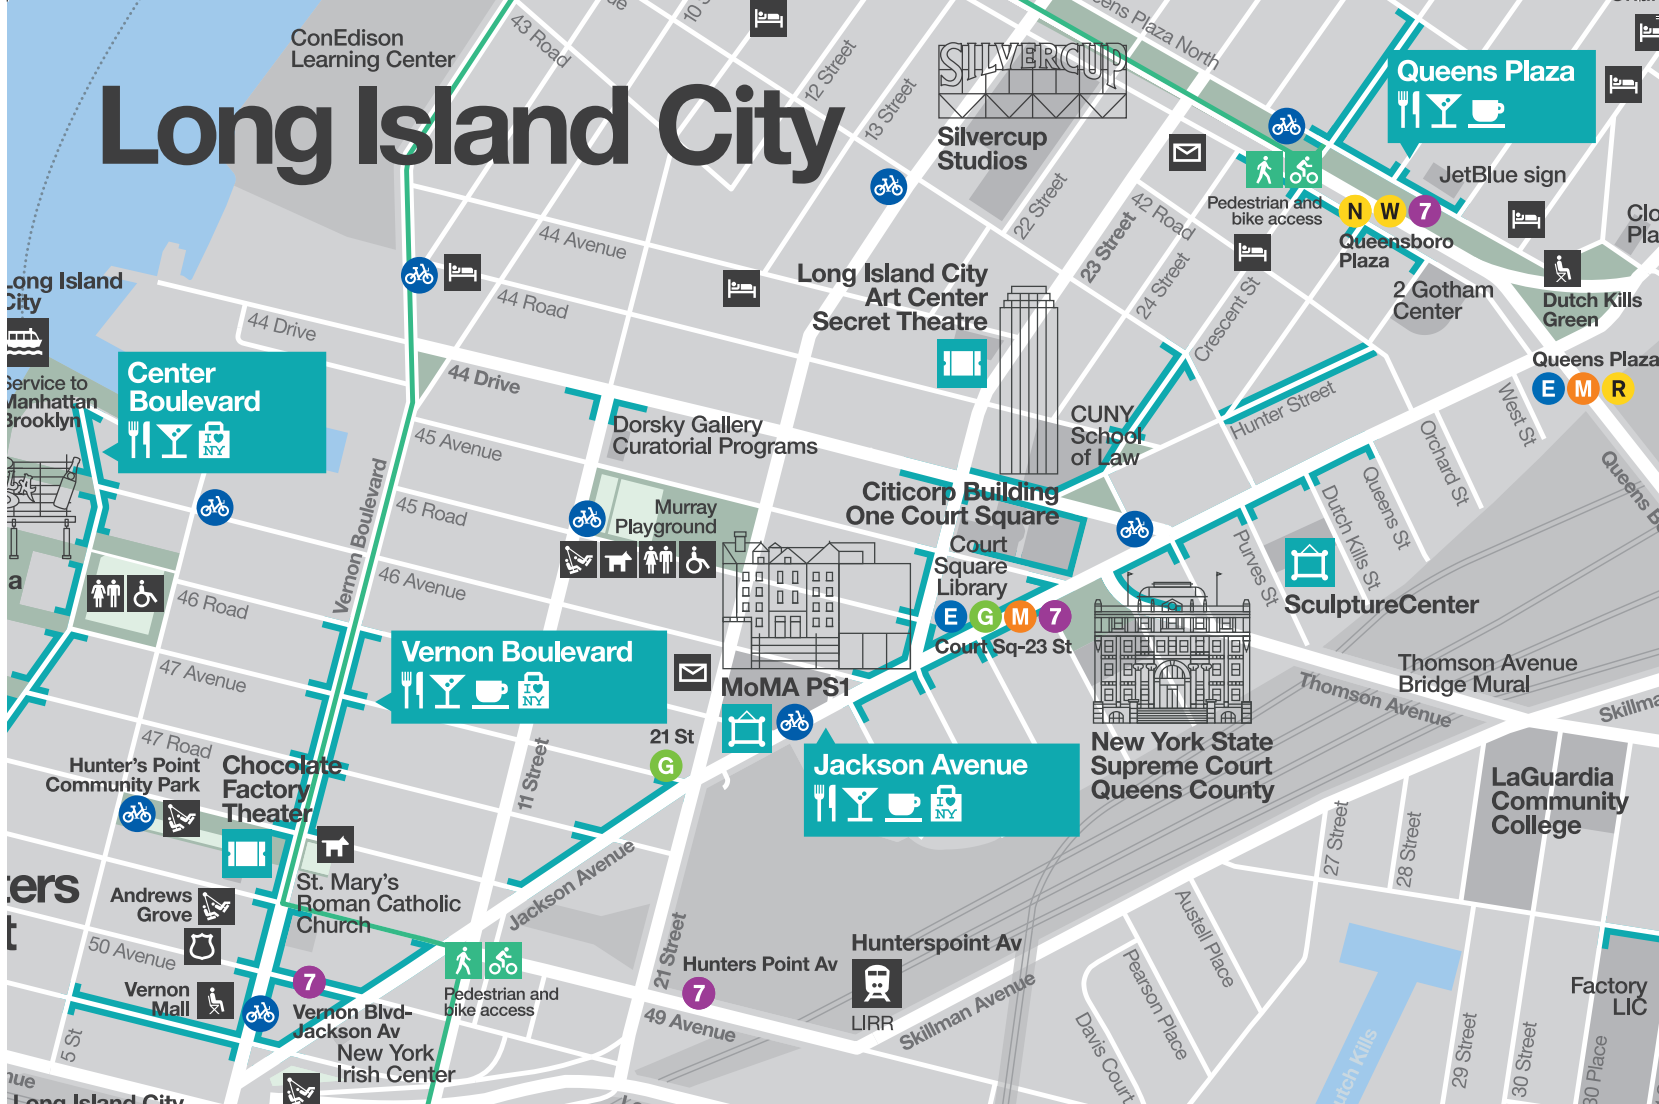 Long Island City
ConEdison
Learning Center
43 Road
12 Street
13 Street
SILVERCUP
Silvercup
Studios
Queens Plaza North
Queens Plaza
JetBlue sign
Pedestrian and
bike access
N W 7
Queensboro
Plaza
2 Gotham
Center
Dutch Kills
Green
Queens Plaza
E M R
22 Street
23 Street
42 Road
24 Street
Crescent St
44 Avenue
44 Road
44 Drive
44 Drive
Long Island City
Art Center
Secret Theatre
Long Island
City
Service to
Manhattan
Brooklyn
Center
Boulevard
I NY
Dorsky Gallery
Curatorial Programs
CUNY
School
of Law
Hunter Street
West St
Orchard St
Queens St
Dutch Kills St
Purves St
45 Avenue
45 Road
46 Avenue
46 Road
47 Avenue
47 Road
Vernon Boulevard
Murray
Playground
Citicorp Building
One Court Square
Court
Square
Library
E G M 7
Court Sq-23 St
SculptureCenter
Vernon Boulevard
I NY
MoMA PS1
21 St
G
Jackson Avenue
I NY
New York State
Supreme Court
Queens County
Thomson Avenue
Bridge Mural
Thomson Avenue
LaGuardia
Community
College
Hunter's Point
Community Park
Chocolate
Factory
Theater
11 Street
Jackson Avenue
St. Mary's
Roman Catholic
Church
Andrews
Grove
50 Avenue
Vernon
Mall
7
Vernon Blvd-
Jackson Av
Pedestrian and
bike access
New York
Irish Center
5 St
21 Street
Hunters Point Av
7
49 Avenue
Hunterspoint Av
LIRR
Skillman Avenue
27 Street
28 Street
Austell Place
Pearson Place
Davis Court
29 Street
30 Street
30 Place
Factory
LIC
Long Island City